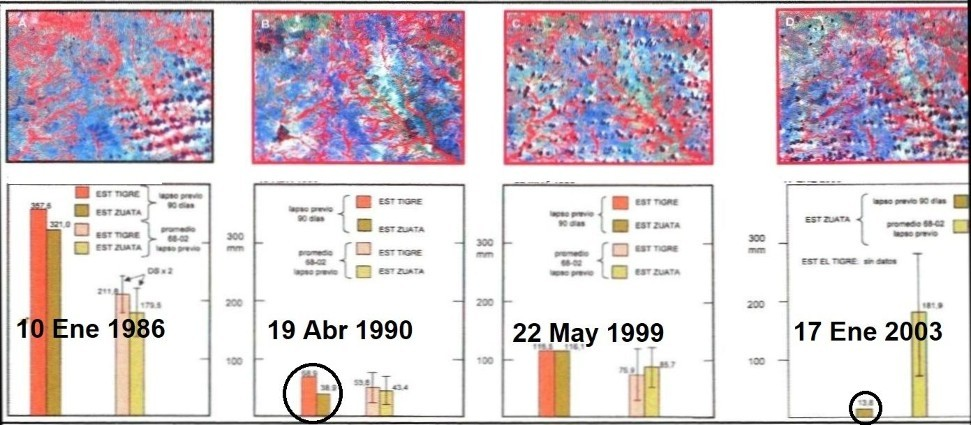 A
B
C
D
367,6
321,0
EST TIGRE
EST ZUATA
lapso previo
90 días
EST TIGRE
EST ZUATA
promedio
68-02
lapso previo
DS x 2
211,6
179,5
10 Ene 1986
300
mm
200
100
lapso previo
90 días
EST TIGRE
EST ZUATA
promedio
68-02
lapso previo
EST TIGRE
EST ZUATA
19 Abr 1990
38,9
53,6
43,4
300
mm
200
100
lapso previo
90 días
EST TIGRE
EST ZUATA
promedio
68-02
lapso previo
EST TIGRE
EST ZUATA
22 May 1999
85,7
300
mm
200
100
EST ZUATA
lapso previo
90 días
promedio 68-02
lapso previo
EST EL TIGRE: sin datos
17 Ene 2003
181,9
13,8